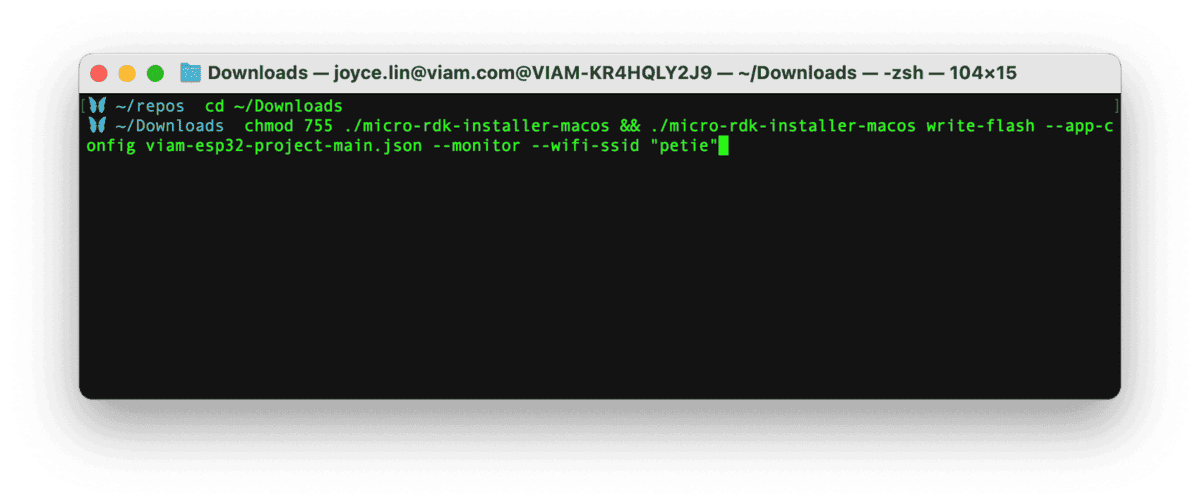 Downloads — joyce.lin@viam.com@VIAM-KR4HQLY2J9 — ~/Downloads — -zsh — 104×15
[ ~/repos  cd ~/Downloads ]
~/Downloads  chmod 755 ./micro-rdk-installer-macos && ./micro-rdk-installer-macos write-flash --app-c
onfig viam-esp32-project-main.json --monitor --wifi-ssid "petie"